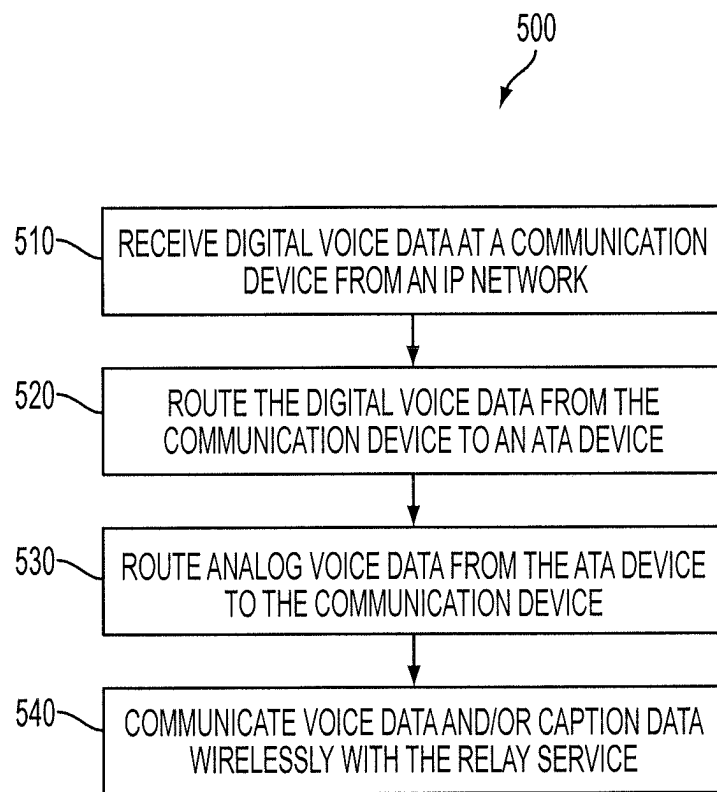 500
510
RECEIVE DIGITAL VOICE DATA AT A COMMUNICATION
DEVICE FROM AN IP NETWORK
520
ROUTE THE DIGITAL VOICE DATA FROM THE
COMMUNICATION DEVICE TO AN ATA DEVICE
530
ROUTE ANALOG VOICE DATA FROM THE ATA DEVICE
TO THE COMMUNICATION DEVICE
540
COMMUNICATE VOICE DATA AND/OR CAPTION DATA
WIRELESSLY WITH THE RELAY SERVICE